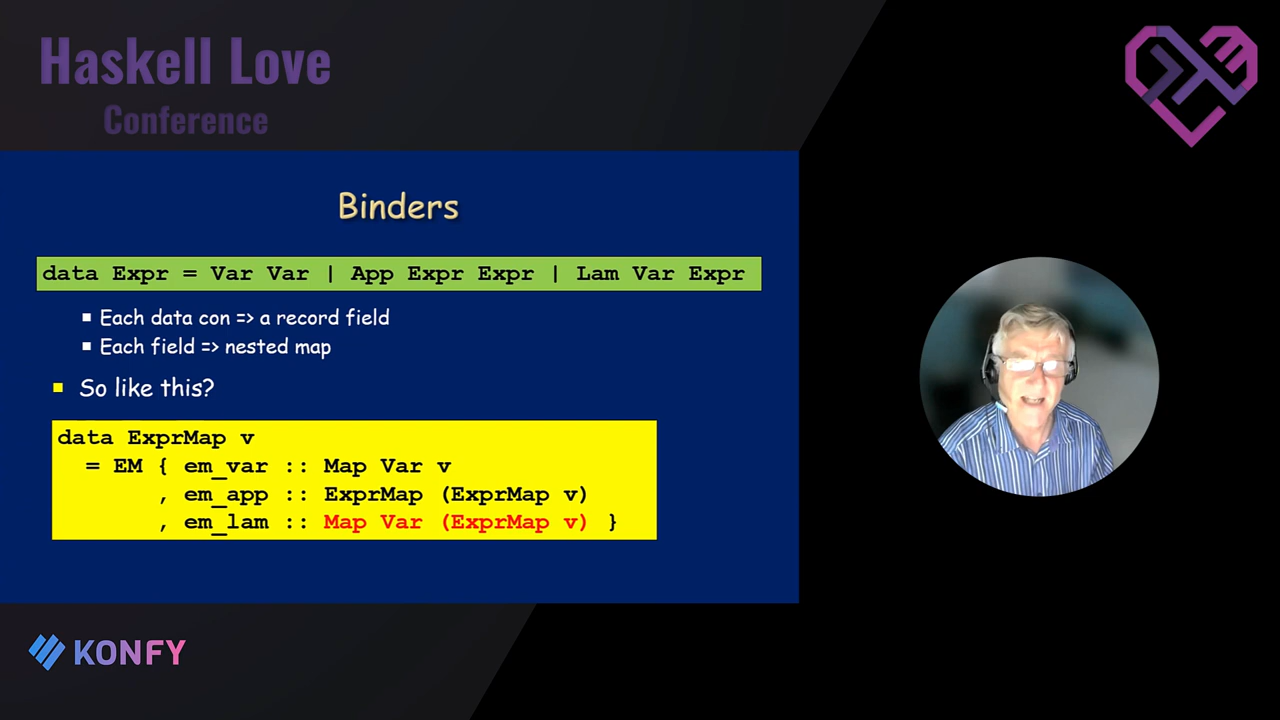 Haskell Love
Conference
Binders
data Expr = Var Var | App Expr Expr | Lam Var Expr
Each data con => a record field
Each field => nested map
So like this?
data ExprMap v
= EM { em_var :: Map Var v
, em_app :: ExprMap (ExprMap v)
, em_lam :: Map Var (ExprMap v) }
KONFY